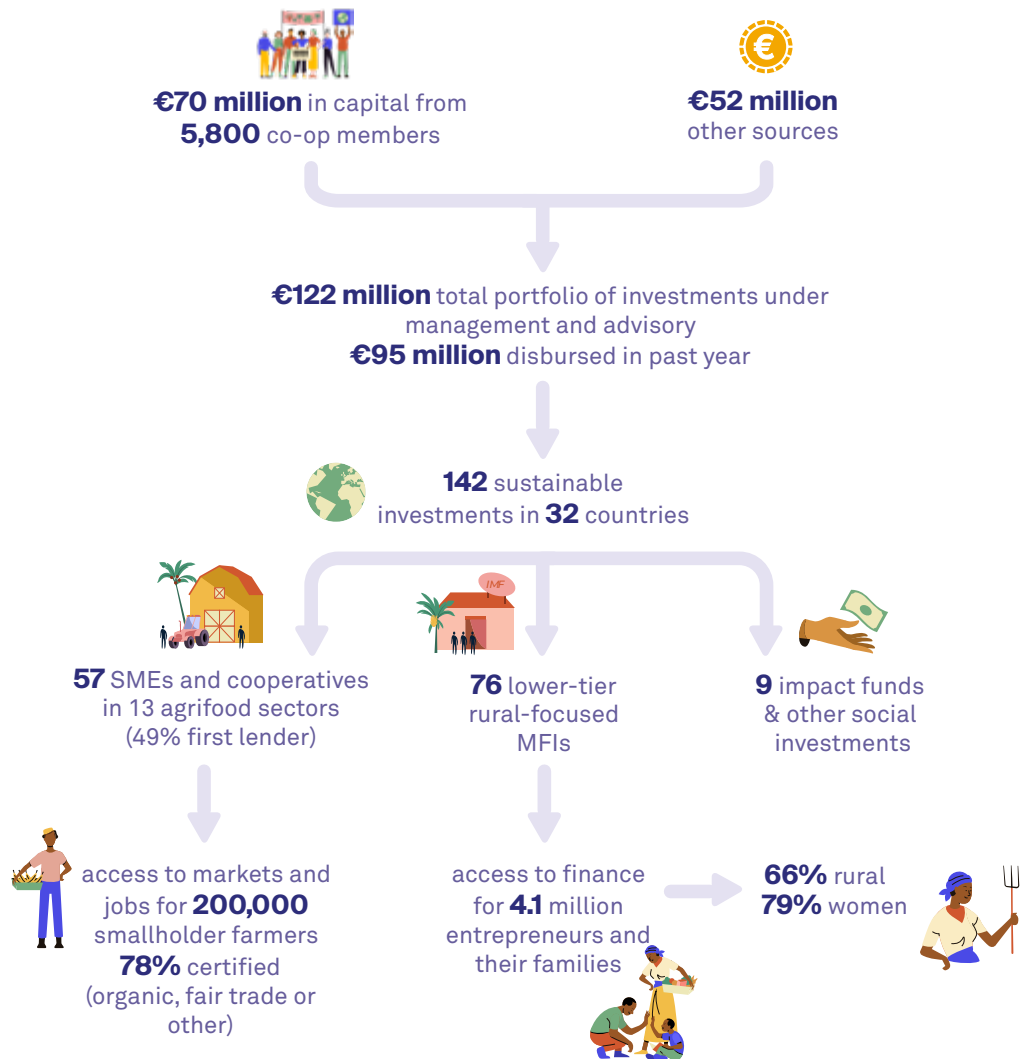 €70 million in capital from
5,800 co-op members
€52 million
other sources
€122 million total portfolio of investments under
management and advisory
€95 million disbursed in past year
142 sustainable
investments in 32 countries
IMF
57 SMEs and cooperatives
in 13 agrifood sectors
(49% first lender)
76 lower-tier
rural-focused
MFIs
9 impact funds
& other social
investments
access to markets and
jobs for 200,000
smallholder farmers
78% certified
(organic, fair trade or
other)
access to finance
for 4.1 million
entrepreneurs and
their families
66% rural
79% women